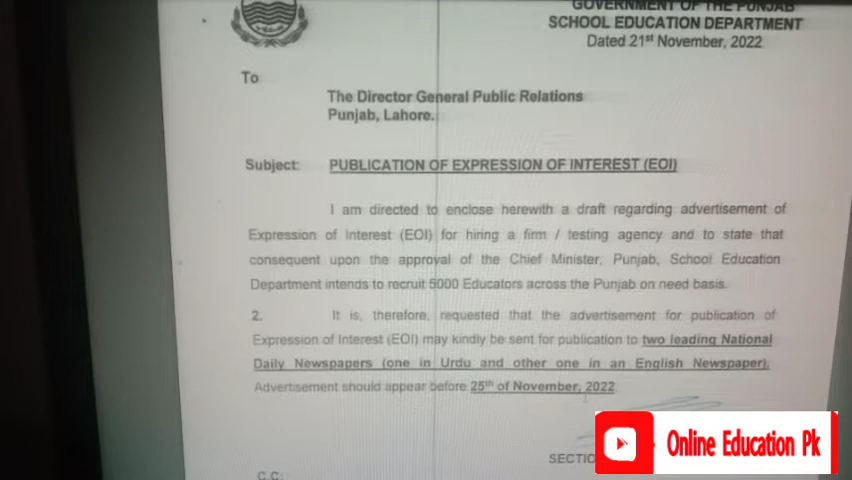 GOVERNMENT OF THE PUNJAB
SCHOOL EDUCATION DEPARTMENT
Dated 21st November, 2022
To
The Director General Public Relations
Punjab, Lahore.
Subject: PUBLICATION OF EXPRESSION OF INTEREST (EOI)
I am directed to enclose herewith a draft regarding advertisement of
Expression of Interest (EOI) for hiring a firm / testing agency and to state that
consequent upon the approval of the Chief Minister, Punjab, School Education
Department intends to recruit 5000 Educators across the Punjab on need basis.
2. It is, therefore, requested that the advertisement for publication of
Expression of Interest (EOI) may kindly be sent for publication to two leading National
Daily Newspapers (one in Urdu and other one in an English Newspaper).
Advertisement should appear before 25th of November, 2022
SECTIO
Online Education Pk
C.C: